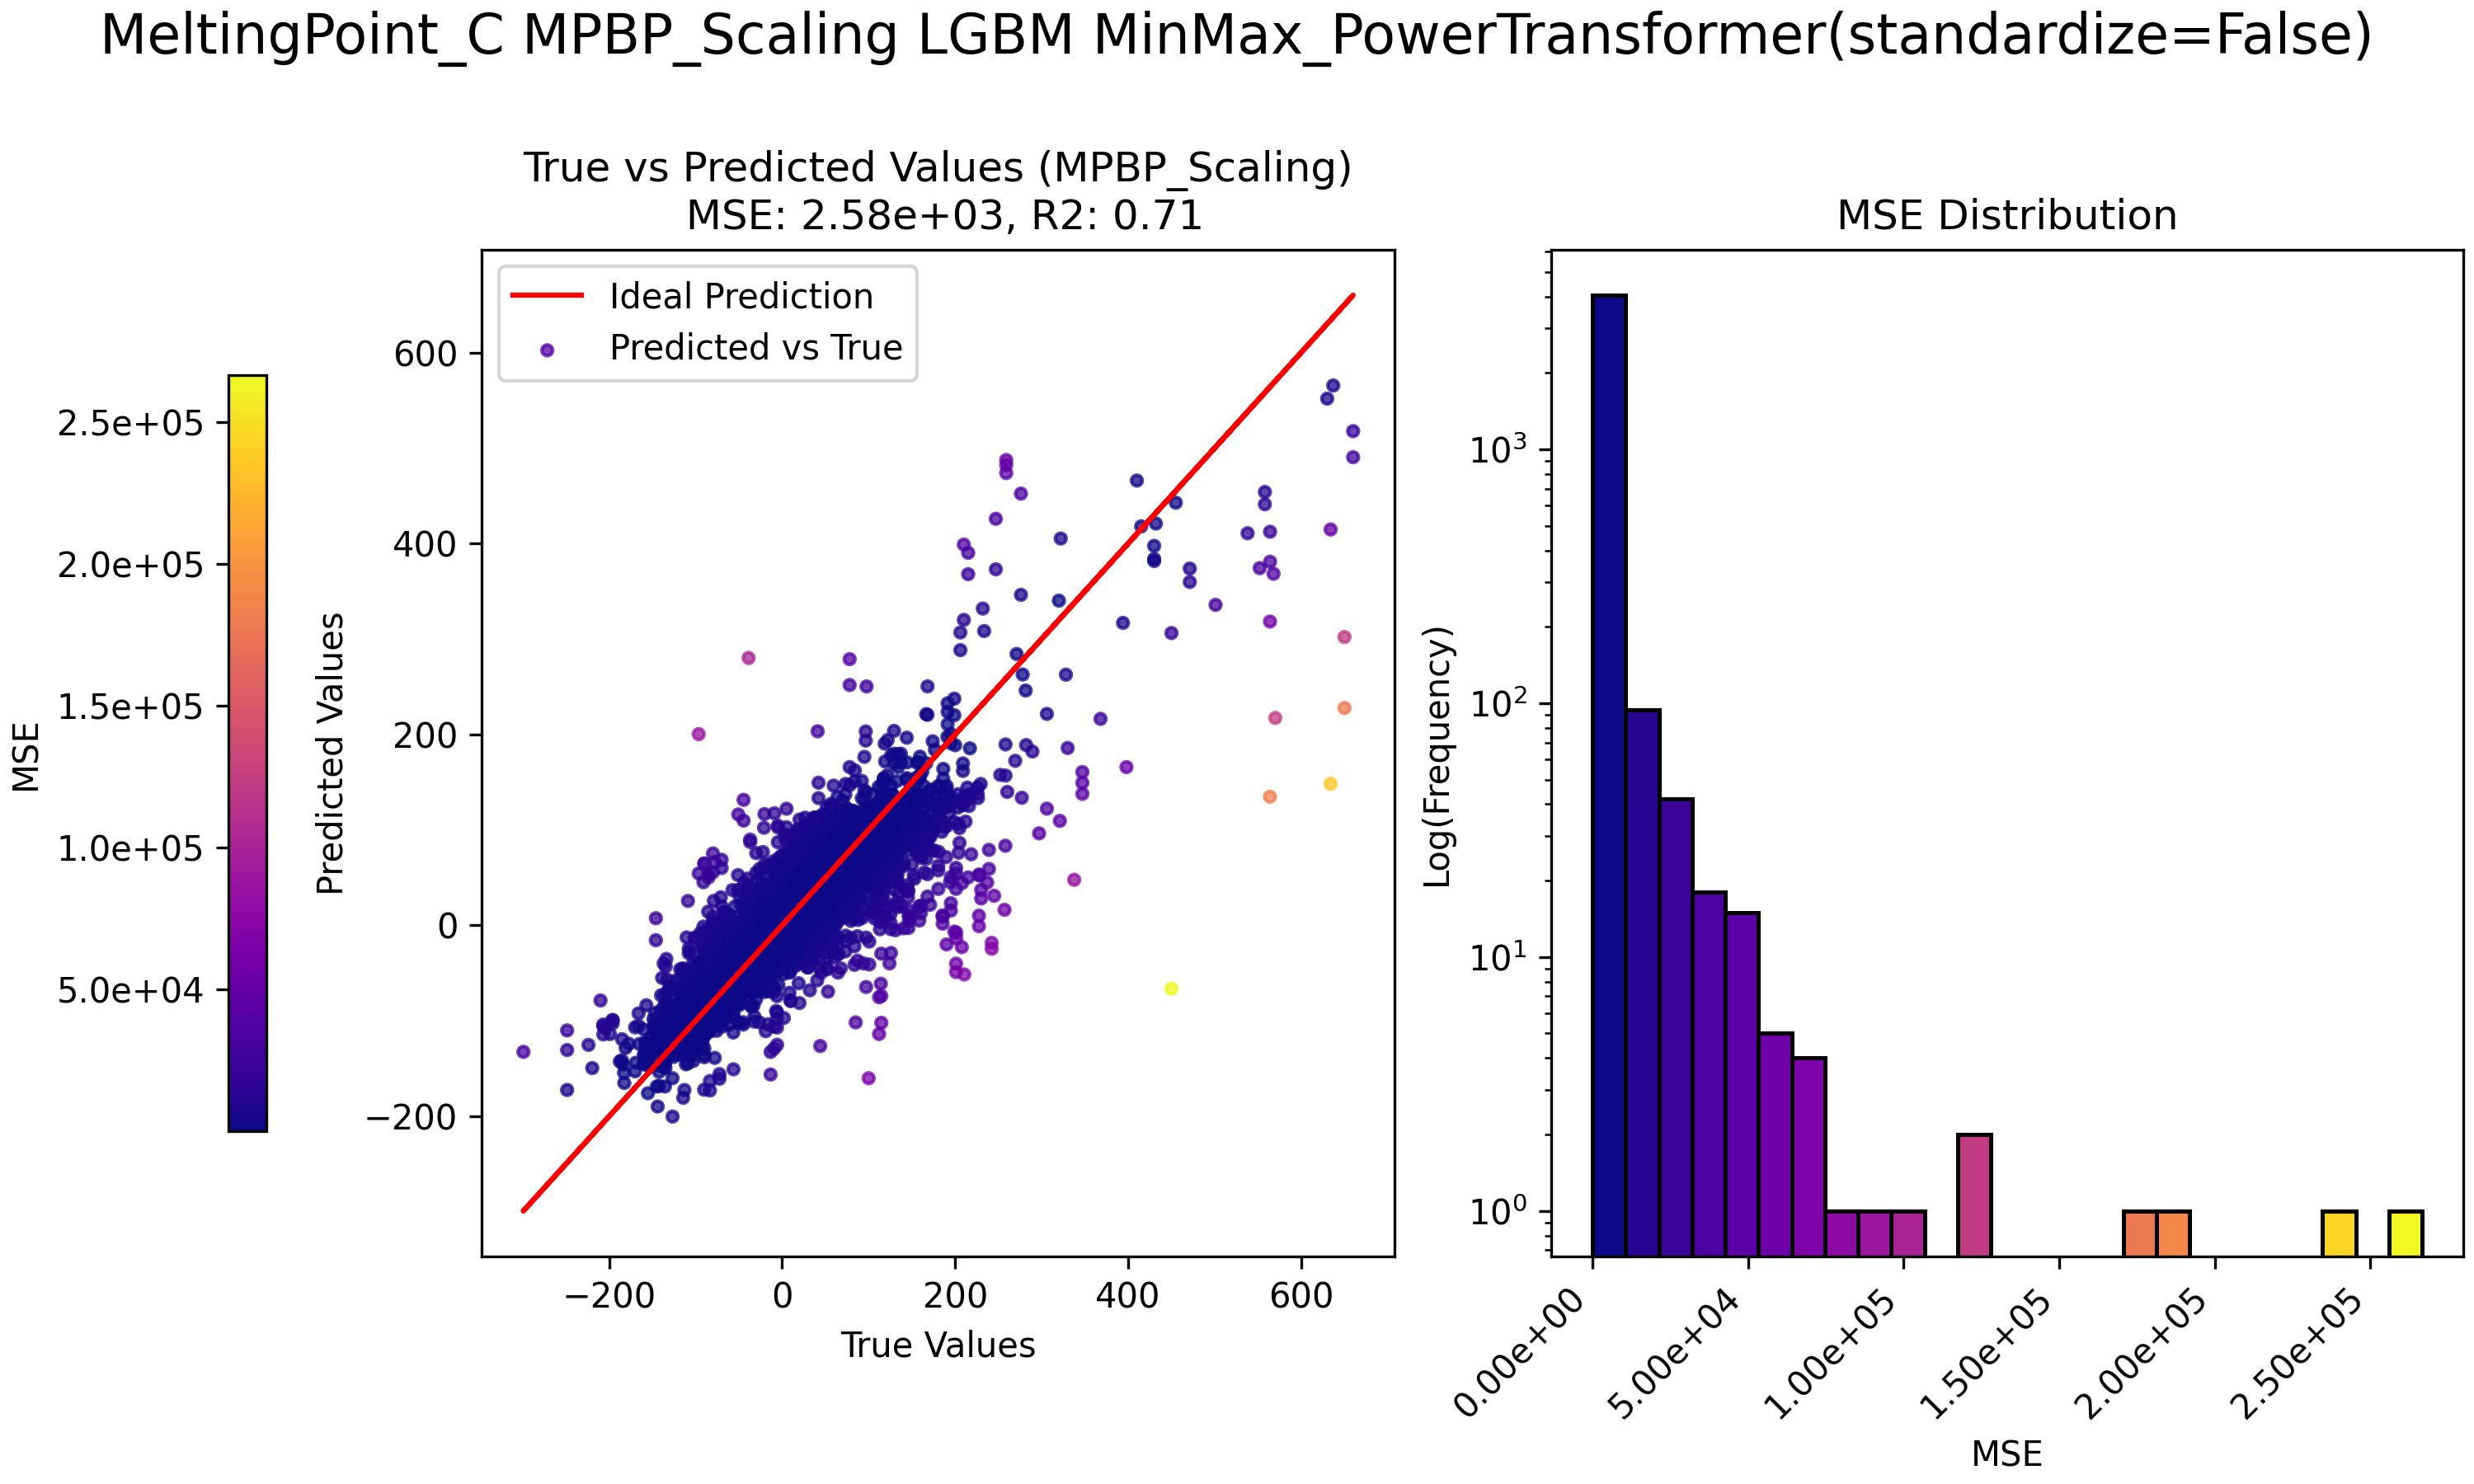 MeltingPoint_C MPBP_Scaling LGBM MinMax_PowerTransformer(standardize=False)
True vs Predicted Values (MPBP_Scaling)
MSE: 2.58e+03, R2: 0.71
Ideal Prediction
Predicted vs True
MSE
2.5e+05
2.0e+05
1.5e+05
1.0e+05
5.0e+04
Predicted Values
600
400
200
0
−200
−200
0
200
400
600
True Values
MSE Distribution
Log(Frequency)
10³
10²
10¹
10⁰
0.00e+00
5.00e+04
1.00e+05
1.50e+05
2.00e+05
2.50e+05
MSE